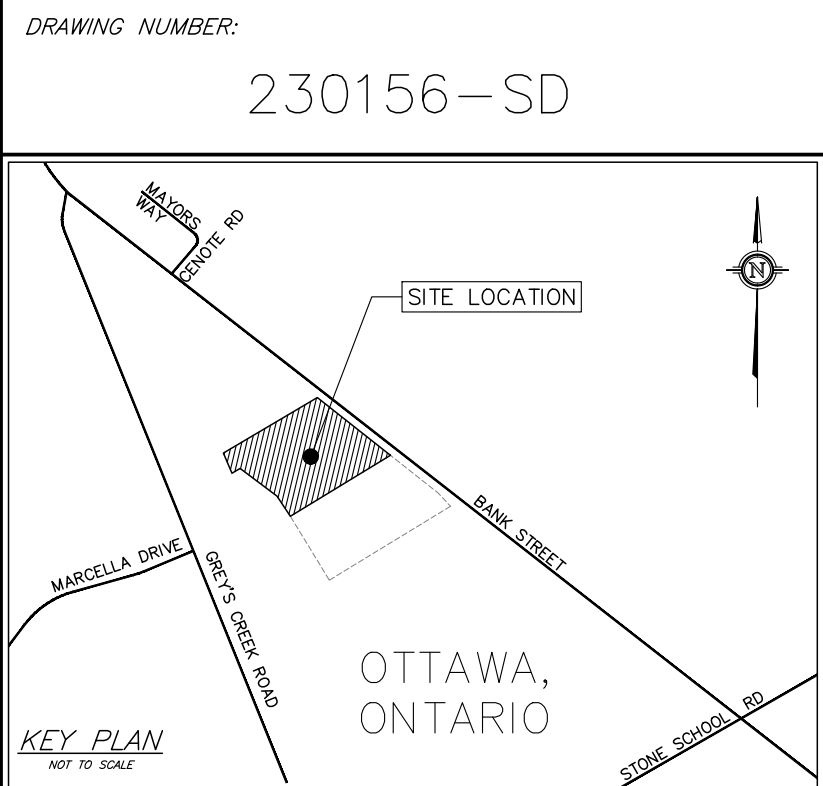 DRAWING NUMBER:
230156-SD
MAYORS
WAY
CENOTE RD
SITE LOCATION
N
BANK STREET
MARCELLA DRIVE
GREY'S CREEK ROAD
OTTAWA,
ONTARIO
STONE SCHOOL RD
KEY PLAN
NOT TO SCALE